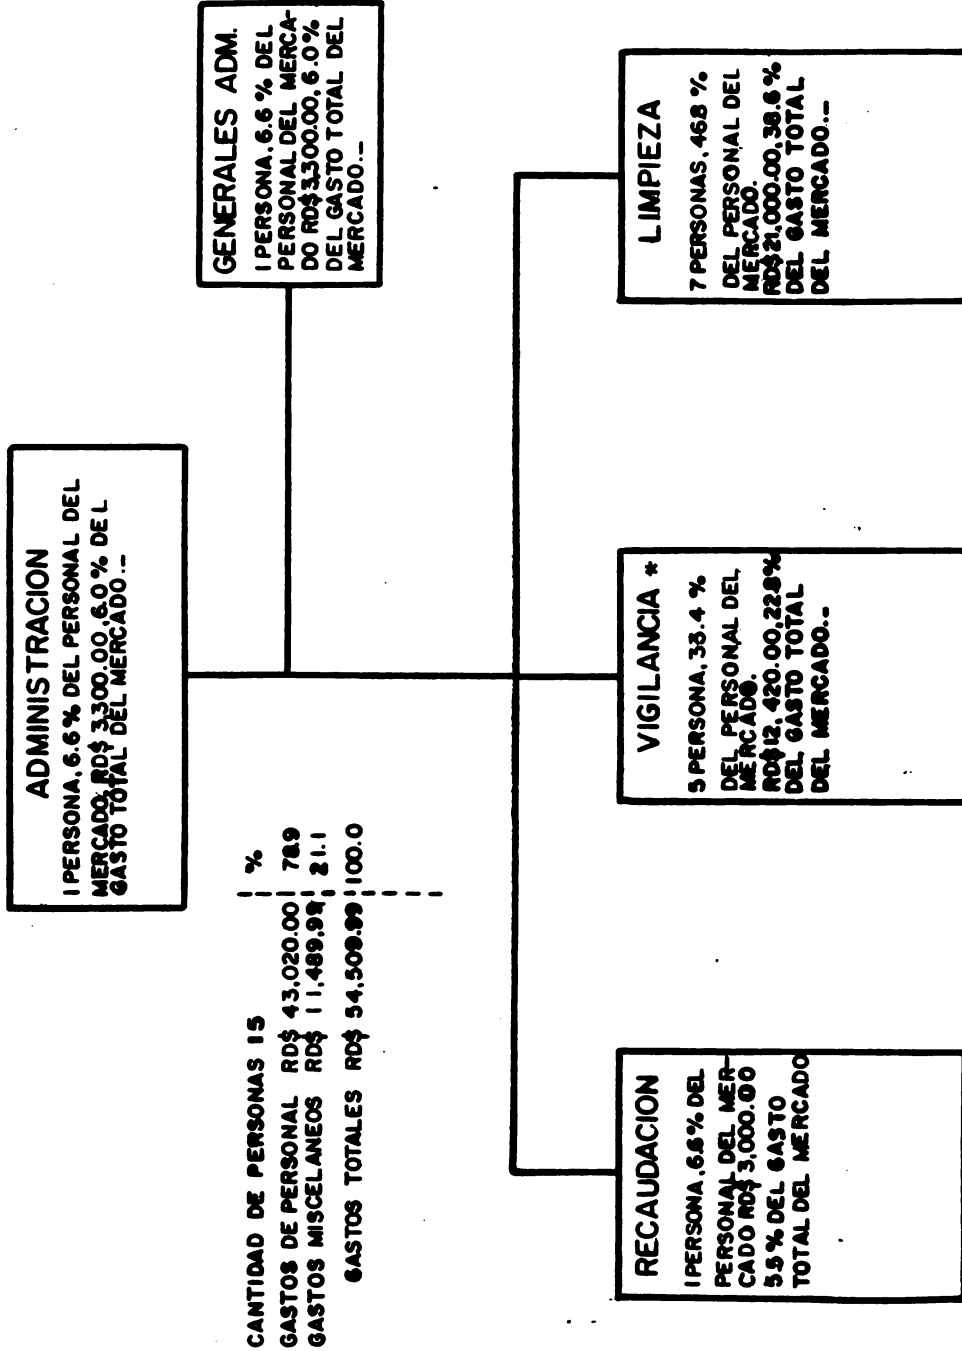 ADMINISTRACION
1 PERSONA, 6.6 % DEL PERSONAL DEL
MERCADO, RD$ 3,300.00, 6.0 % DEL
GASTO TOTAL DEL MERCADO._
GENERALES ADM.
1 PERSONA, 6.6 % DEL
PERSONAL DEL MERCA-
DO RD$3,300.00, 6.0 %
DEL GASTO TOTAL DEL
MERCADO._
CANTIDAD DE PERSONAS 15 %
GASTOS DE PERSONAL RD$ 43,020.00 78.9
GASTOS MISCELANEOS RD$ 11,489.99 21.1
GASTOS TOTALES RD$ 54,509.99 100.0
RECAUDACION
1 PERSONA, 6.6 % DEL
PERSONAL DEL MER-
CADO RD$ 3,000.00
5.5 % DEL GASTO
TOTAL DEL MERCADO
VIGILANCIA *
5 PERSONA, 33.4 %
DEL PERSONAL DEL
MERCADO.
RD$12,420.00, 22.8%
DEL GASTO TOTAL
DEL MERCADO._
LIMPIEZA
7 PERSONAS, 46.8 %
DEL PERSONAL DEL
MERCADO.
RD$21,000.00, 38.6 %
DEL GASTO TOTAL
DEL MERCADO._